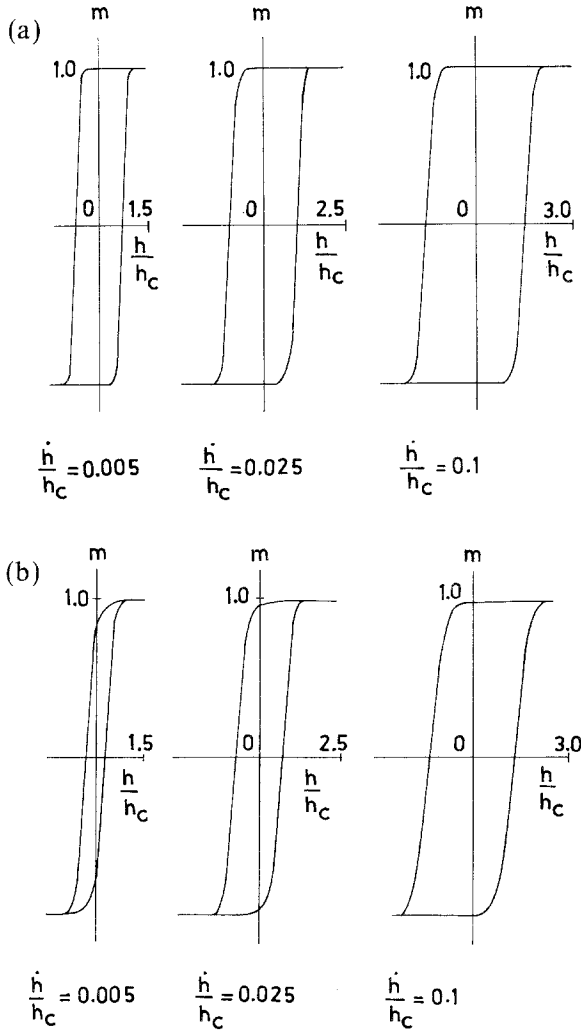 (a)
m m m
1.0 1.0 1.0
0 1.5 0 2.5 0 3.0
h/h_c h/h_c h/h_c
ḣ/h_c = 0.005 ḣ/h_c = 0.025 ḣ/h_c = 0.1
(b)
m m m
1.0 1.0 1.0
1.5 0 2.5 0 3.0
h/h_c h/h_c h/h_c
ḣ/h_c = 0.005 ḣ/h_c = 0.025 ḣ/h_c = 0.1